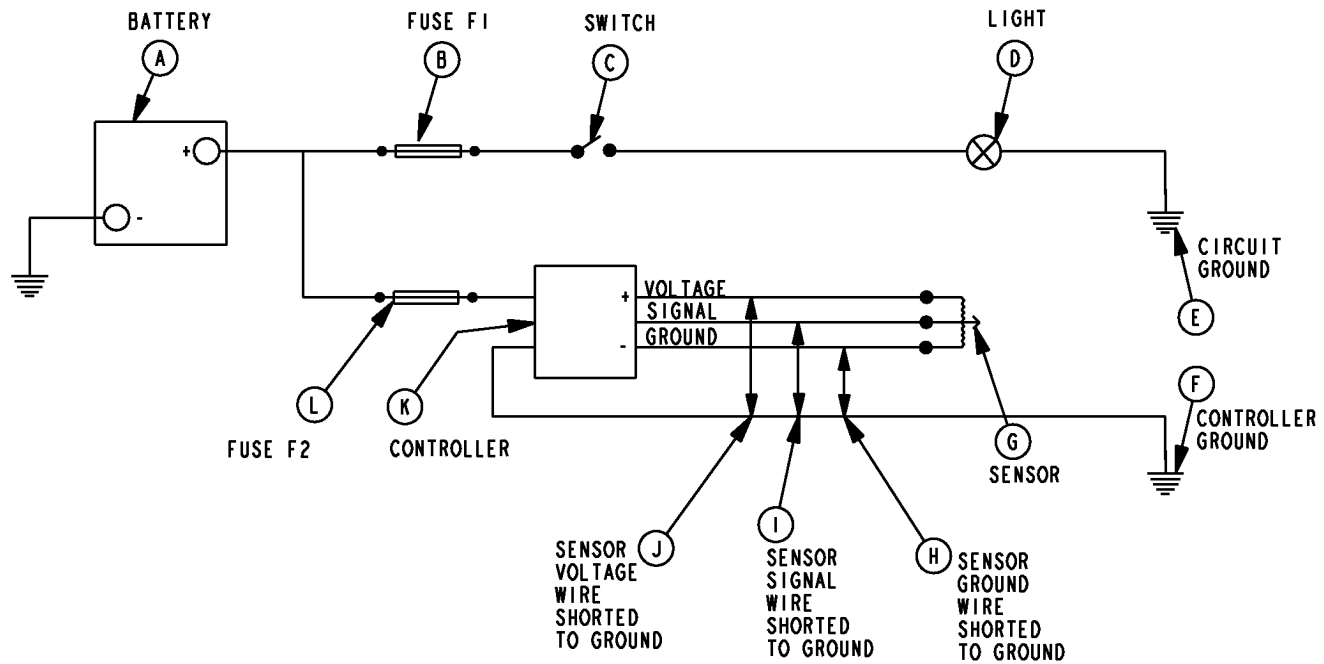 BATTERY
FUSE F1
SWITCH
LIGHT
A
B
C
D
+
-
CIRCUIT
GROUND
E
+
VOLTAGE
SIGNAL
-
GROUND
L
K
F
FUSE F2
CONTROLLER
CONTROLLER
GROUND
G
SENSOR
J
SENSOR
VOLTAGE
WIRE
SHORTED
TO GROUND
I
SENSOR
SIGNAL
WIRE
SHORTED
TO GROUND
H
SENSOR
GROUND
WIRE
SHORTED
TO GROUND